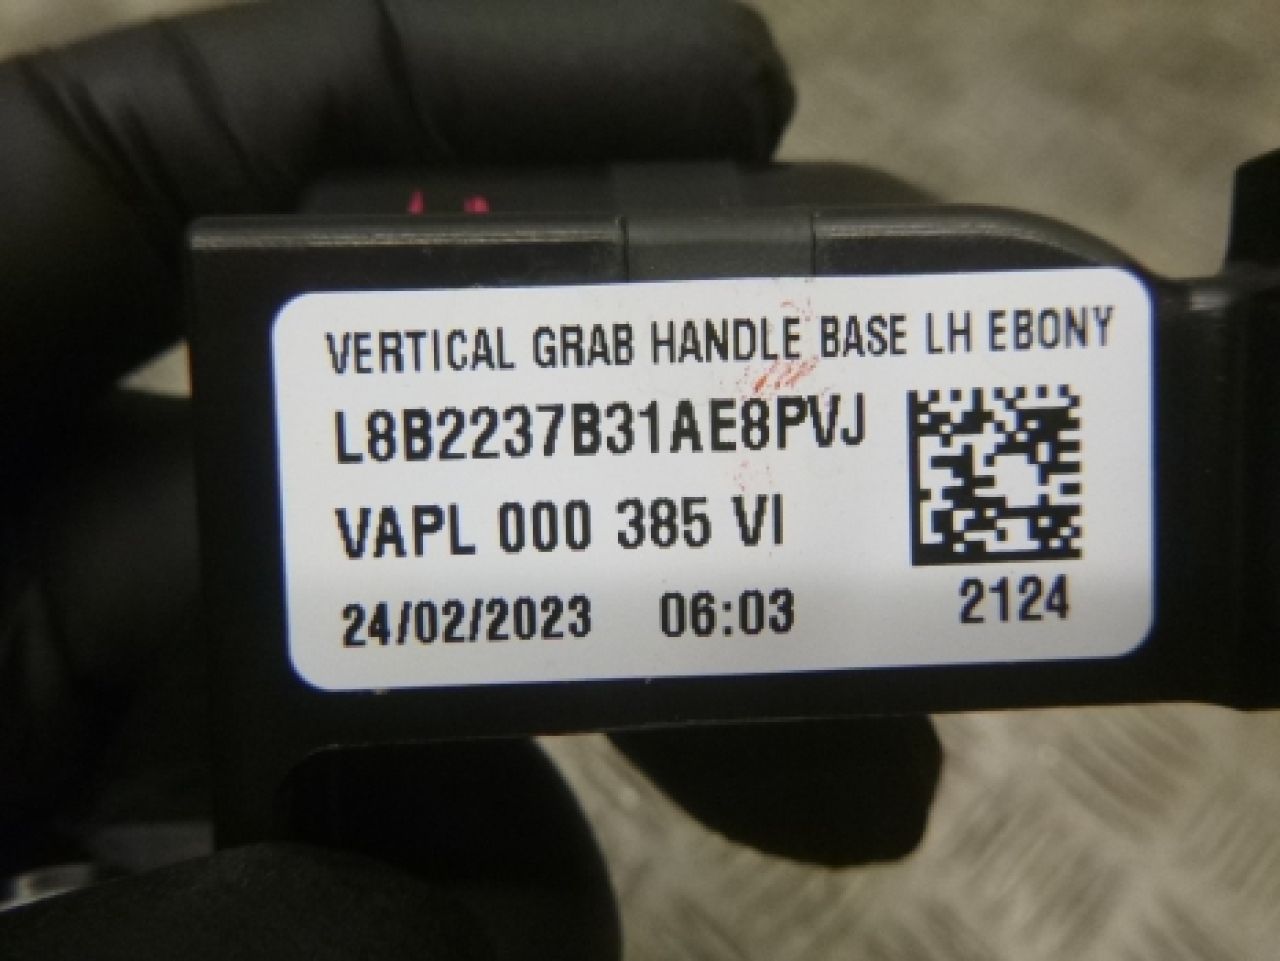 VERTICAL GRAB HANDLE BASE LH EBONY
L8B2237B31AE8PVJ
VAPL 000 385 VI
24/02/2023 06:03
2124